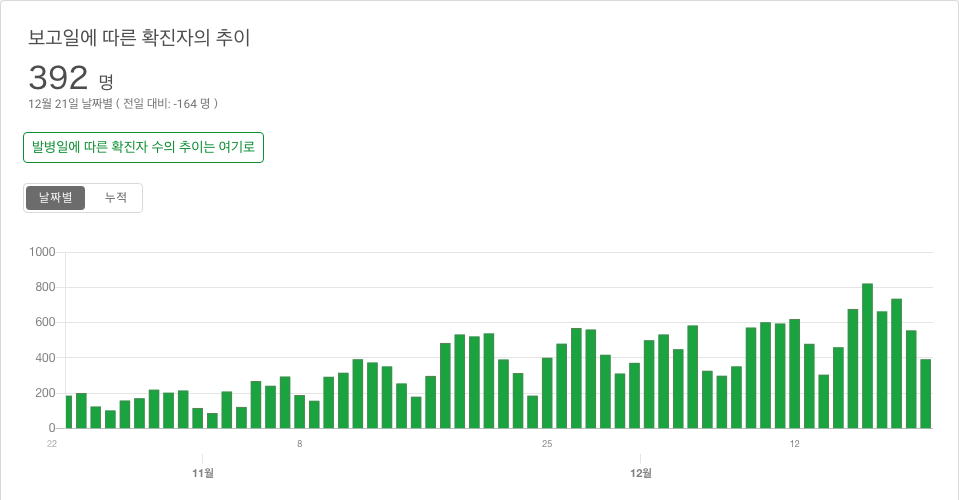 보고일에 따른 확진자의 추이
392 명
12월 21일 날짜별 ( 전일 대비: -164 명 )
발병일에 따른 확진자 수의 추이는 여기로
날짜별 누적
1000
800
600
400
200
0
22 8 25 12
11월 12월